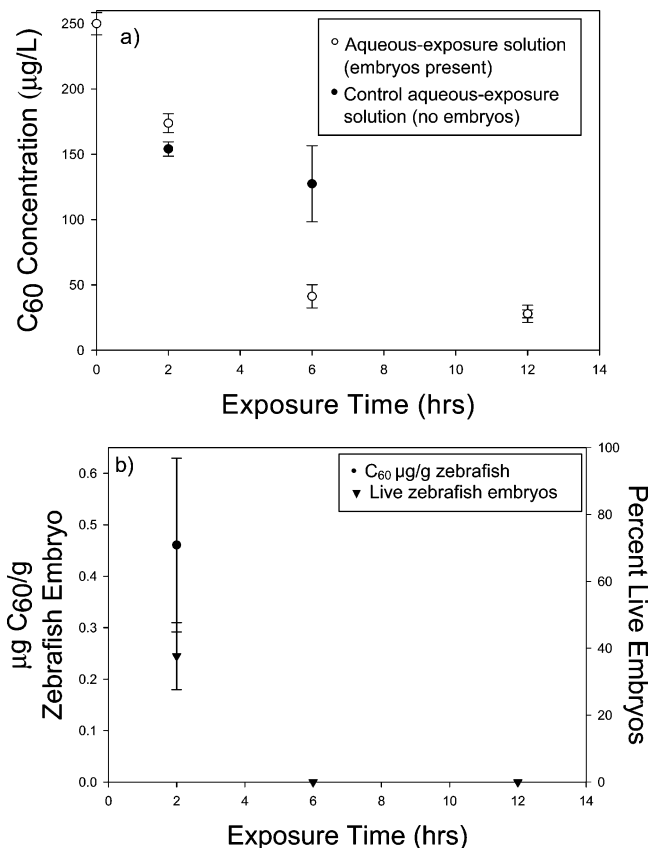 a)
Aqueous-exposure solution
(embryos present)
Control aqueous-exposure
solution (no embryos)
C60 Concentration (µg/L)
250
200
150
100
50
0
0 2 4 6 8 10 12 14
Exposure Time (hrs)
b)
C60 µg/g zebrafish
Live zebrafish embryos
µg C60/g
Zebrafish Embryo
0.6
0.5
0.4
0.3
0.2
0.1
0.0
100
80
60
40
20
0
Percent Live Embryos
0 2 4 6 8 10 12 14
Exposure Time (hrs)